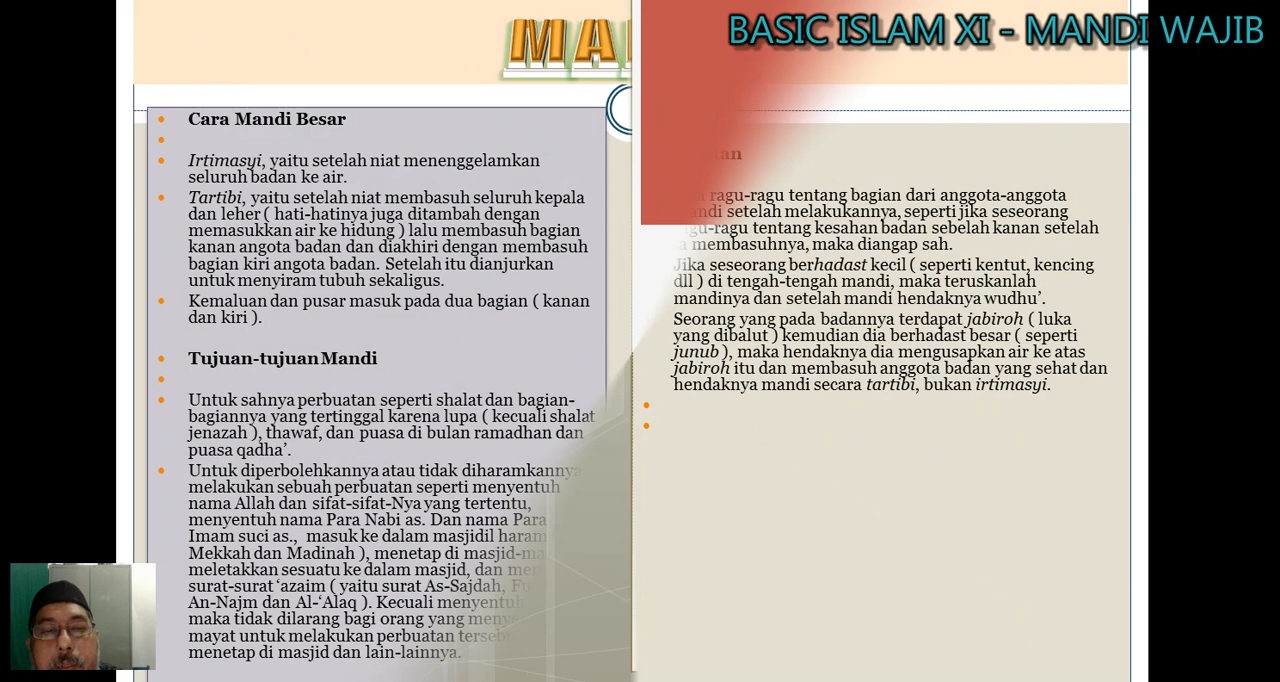 BASIC ISLAM XI - MANDI WAJIB
MA
Cara Mandi Besar
Irtimasyi, yaitu setelah niat menenggelamkan
seluruh badan ke air.
Tartibi, yaitu setelah niat membasuh seluruh kepala
dan leher ( hati-hatinya juga ditambah dengan
memasukkan air ke hidung ) lalu membasuh bagian
kanan angota badan dan diakhiri dengan membasuh
bagian kiri angota badan. Setelah itu dianjurkan
untuk menyiram tubuh sekaligus.
Kemaluan dan pusar masuk pada dua bagian ( kanan
dan kiri ).
Tujuan-tujuan Mandi
Untuk sahnya perbuatan seperti shalat dan bagian-
bagiannya yang tertinggal karena lupa ( kecuali shalat
jenazah ), thawaf, dan puasa di bulan ramadhan dan
puasa qadha’.
Untuk diperbolehkannya atau tidak diharamkannya
melakukan sebuah perbuatan seperti menyentuh
nama Allah dan sifat-sifat-Nya yang tertentu,
menyentuh nama Para Nabi as. Dan nama Para
Imam suci as., masuk ke dalam masjidil haram
Mekkah dan Madinah ), menetap di
meletakkan sesuatu ke dalam masjid, dan
surat-surat ‘azaim ( yaitu surat As-Sajdah,
An-Najm dan Al-‘Alaq ). Kecuali menyentuh
maka tidak dilarang bagi orang yang
mayat untuk melakukan perbuatan
menetap di masjid dan lain-lainnya.
ragu-ragu tentang bagian dari anggota-anggota
setelah melakukannya, seperti jika seseorang
tentang kesahan badan sebelah kanan setelah
membasuhnya, maka diangap sah.
Jika seseorang berhadast kecil ( seperti kentut, kencing
dll ) di tengah-tengah mandi, maka teruskanlah
mandinya dan setelah mandi hendaknya wudhu’.
Seorang yang pada badannya terdapat jabiroh ( luka
yang dibalut ) kemudian dia berhadast besar ( seperti
junub ), maka hendaknya dia mengusapkan air ke atas
jabiroh itu dan membasuh anggota badan yang sehat dan
hendaknya mandi secara tartibi, bukan irtimasyi.